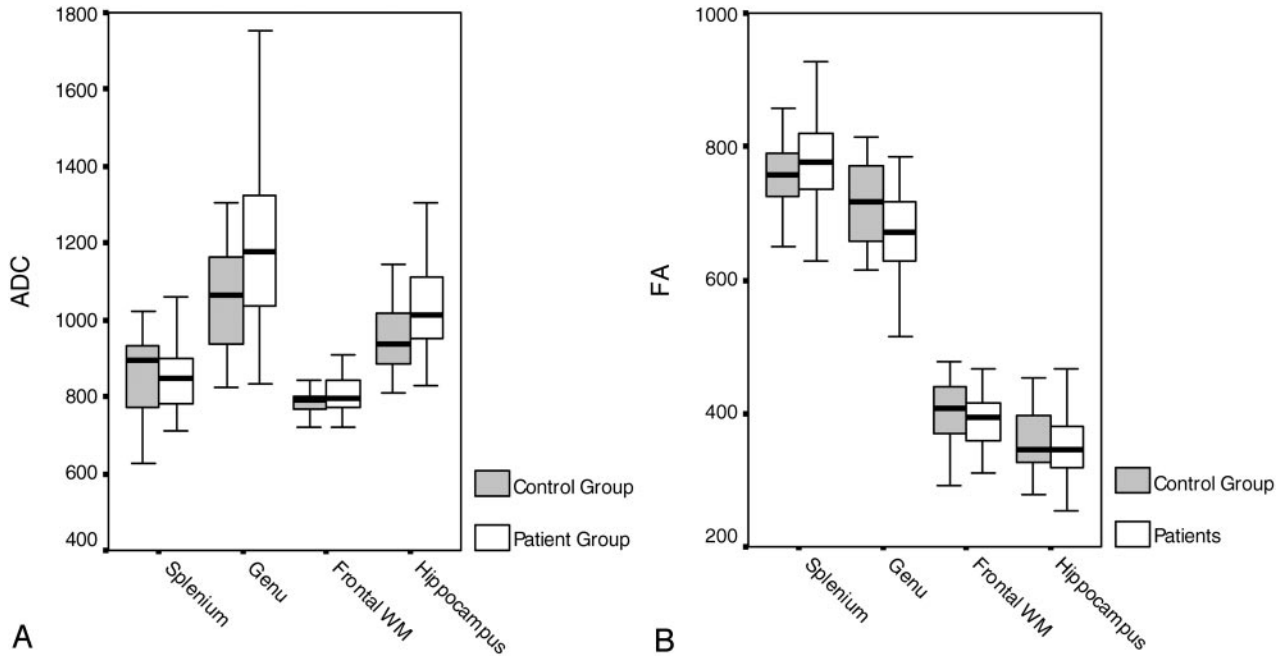 1800
1600
1400
1200
1000
800
600
400
ADC
Splenium
Genu
Frontal WM
Hippocampus
Control Group
Patient Group
A
1000
800
600
400
200
FA
Splenium
Genu
Frontal WM
Hippocampus
Control Group
Patients
B